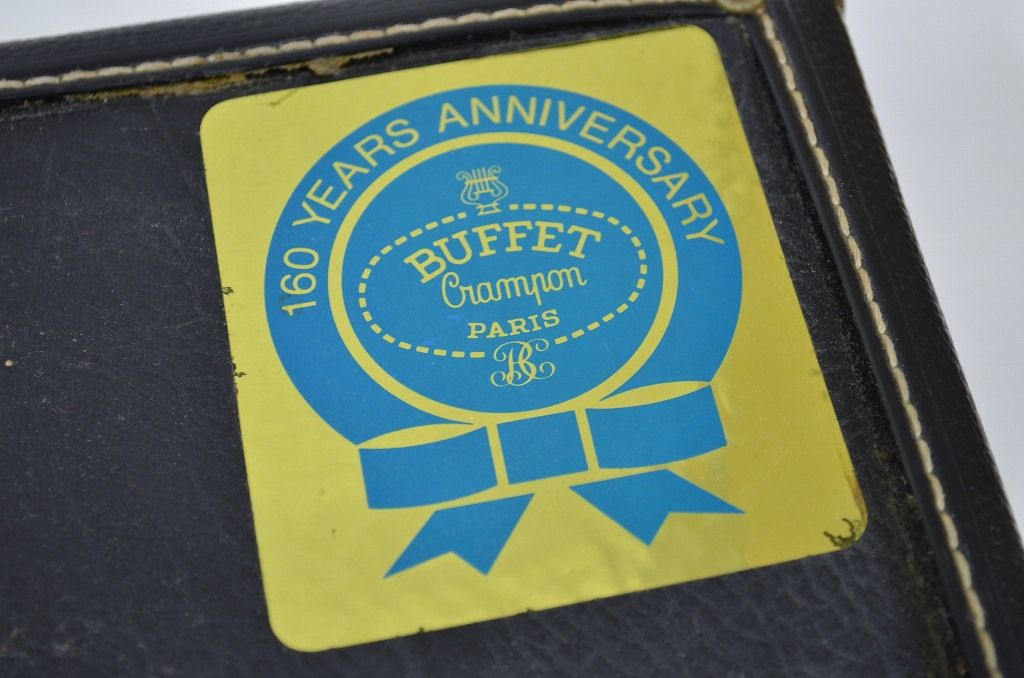 160 YEARS ANNIVERSARY
BUFFET
Crampon
PARIS
BC